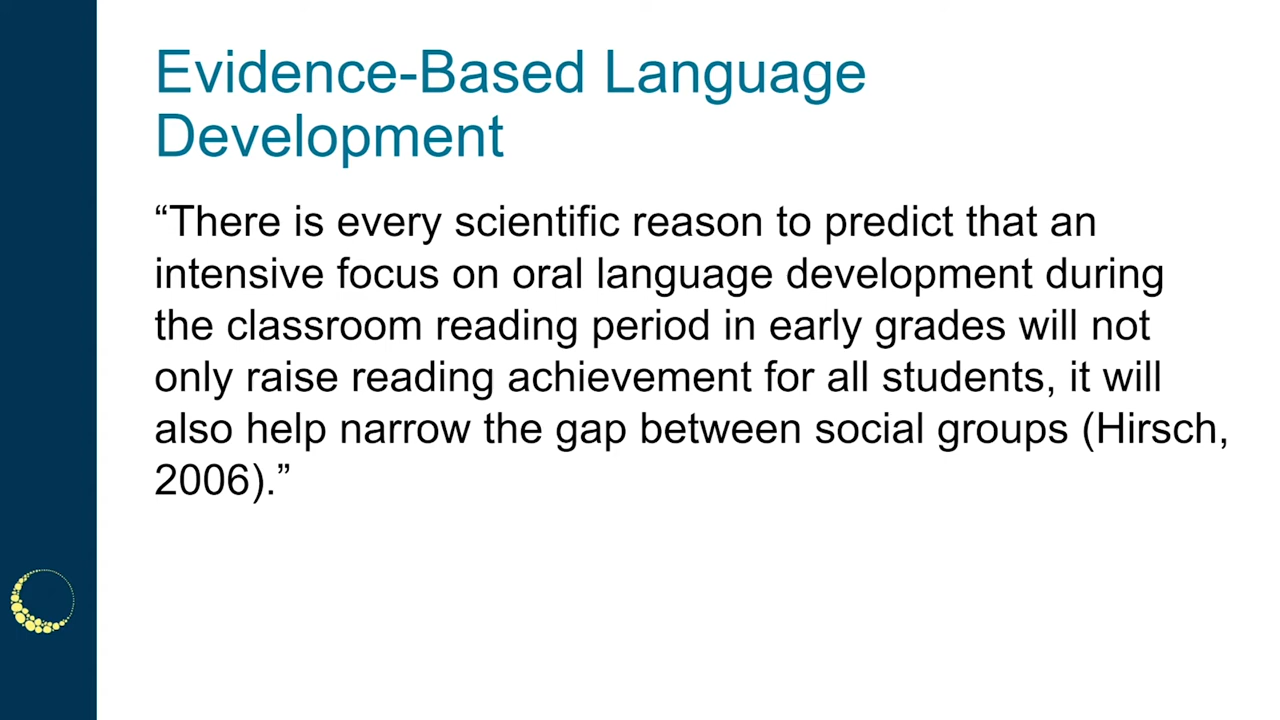 Evidence-Based Language
Development
“There is every scientific reason to predict that an
intensive focus on oral language development during
the classroom reading period in early grades will not
only raise reading achievement for all students, it will
also help narrow the gap between social groups (Hirsch,
2006).”